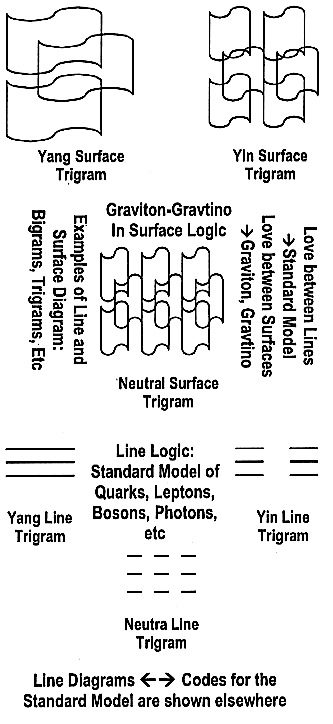 Yang Surface
Trigram
Yin Surface
Trigram
Graviton-Gravtino
In Surface Logic
Examples of Line and
Surface Diagram:
Bigrams, Trigrams, Etc
Love between Lines
→ Standard Model
Love between Surfaces
→ Graviton, Gravtino
Neutral Surface
Trigram
Line Logic:
Standard Model of
Quarks, Leptons,
Bosons, Photons,
etc
Yang Line
Trigram
Yin Line
Trigram
Neutra Line
Trigram
Line Diagrams ←→ Codes for the
Standard Model are shown elsewhere